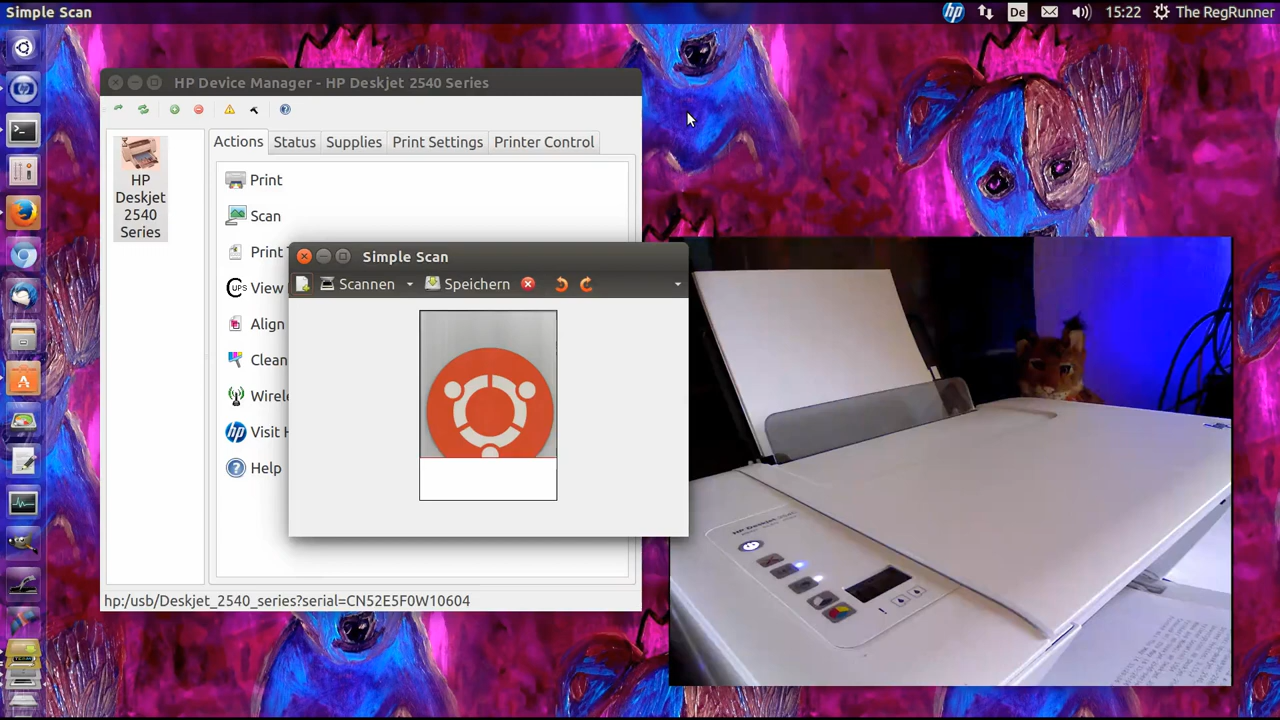 Simple Scan
De
15:22
The RegRunner
HP Device Manager - HP Deskjet 2540 Series
HP
Deskjet
2540
Series
Actions
Status
Supplies
Print Settings
Printer Control
Print
Scan
Print
View
Align
Clean
Wirele
Visit H
Help
Simple Scan
Scannen
Speichern
hp:/usb/Deskjet_2540_series?serial=CN52E5F0W10604